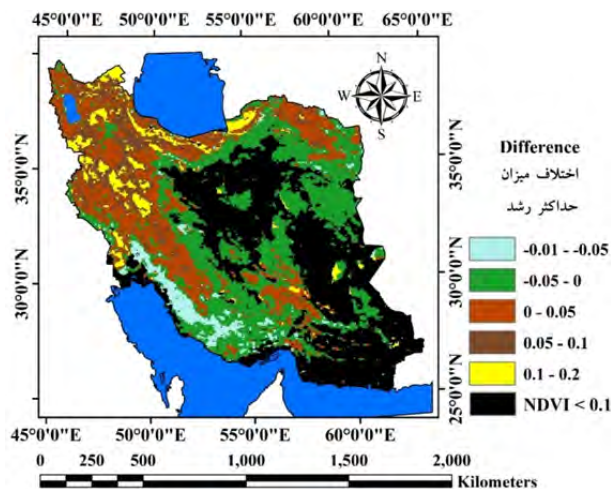 45°0'0"E 50°0'0"E 55°0'0"E 60°0'0"E 65°0'0"E
N
W E
S
35°0'0"N
30°0'0"N
25°0'0"N
35°0'0"N
30°0'0"N
25°0'0"N
Difference
اختلاف میزان
حداکثر رشد
-0.01 - -0.05
-0.05 - 0
0 - 0.05
0.05 - 0.1
0.1 - 0.2
NDVI < 0.1
45°0'0"E 50°0'0"E 55°0'0"E 60°0'0"E
0 250 500 1,000 1,500 2,000
Kilometers